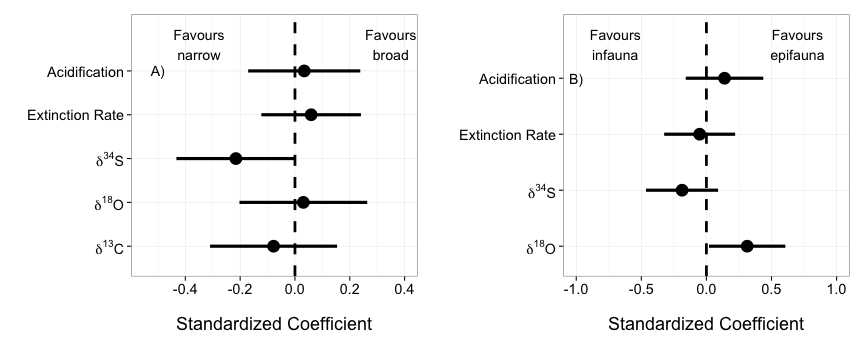 Favours
narrow
Favours
broad
Acidification
A)
Extinction Rate
δ³⁴S
δ¹⁸O
δ¹³C
-0.4 -0.2 0.0 0.2 0.4
Standardized Coefficient
Favours
infauna
Favours
epifauna
Acidification
B)
Extinction Rate
δ³⁴S
δ¹⁸O
-1.0 -0.5 0.0 0.5 1.0
Standardized Coefficient